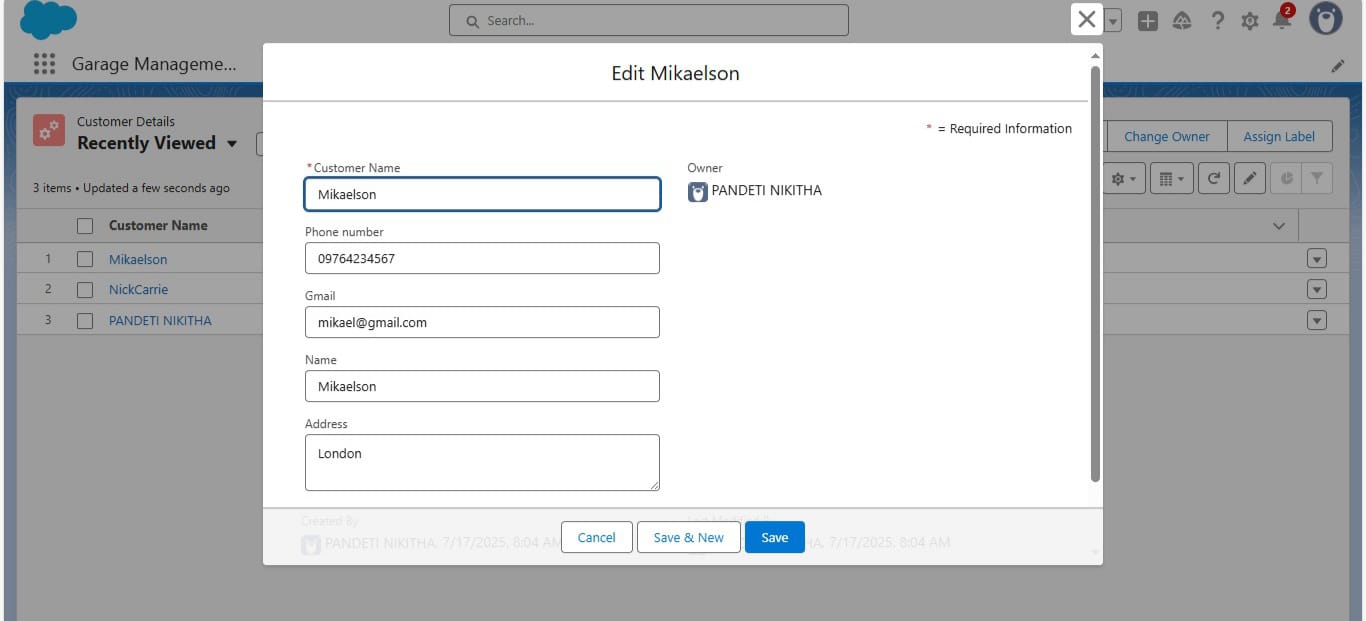 Search...
2
Garage Manageme...
Edit Mikaelson
* = Required Information
Customer Details
Recently Viewed
Change Owner
Assign Label
3 items • Updated a few seconds ago
*Customer Name
Mikaelson
Owner
PANDETI NIKITHA
Phone number
09764234567
Gmail
mikael@gmail.com
Name
Mikaelson
Address
London
Customer Name
1 Mikaelson
2 NickCarrie
3 PANDETI NIKITHA
Created By
PANDETI NIKITHA, 7/17/2025, 8:04 AM
7/17/2025, 8:04 AM
Cancel
Save & New
Save